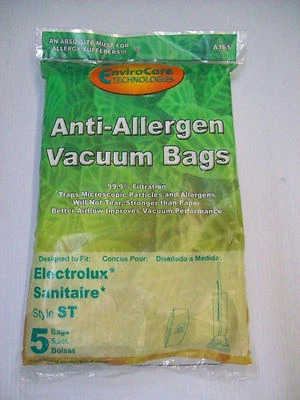 AN ABSOLUTE MUST FOR
ALLERGY SUFFERERS!!!
A161
EnviroCare
TECHNOLOGIES
Anti-Allergen
Vacuum Bags
99.9% Filtration
Traps Microscopic Particles and Allergens
Will Not Tear. Stronger than Paper
Better Airflow Improves Vacuum Performance
Designed to Fit: Concus Pour: Diseñado a Medida:
Electrolux*
Sanitaire*
Style ST
5 Bags
Sacs
Bolsas